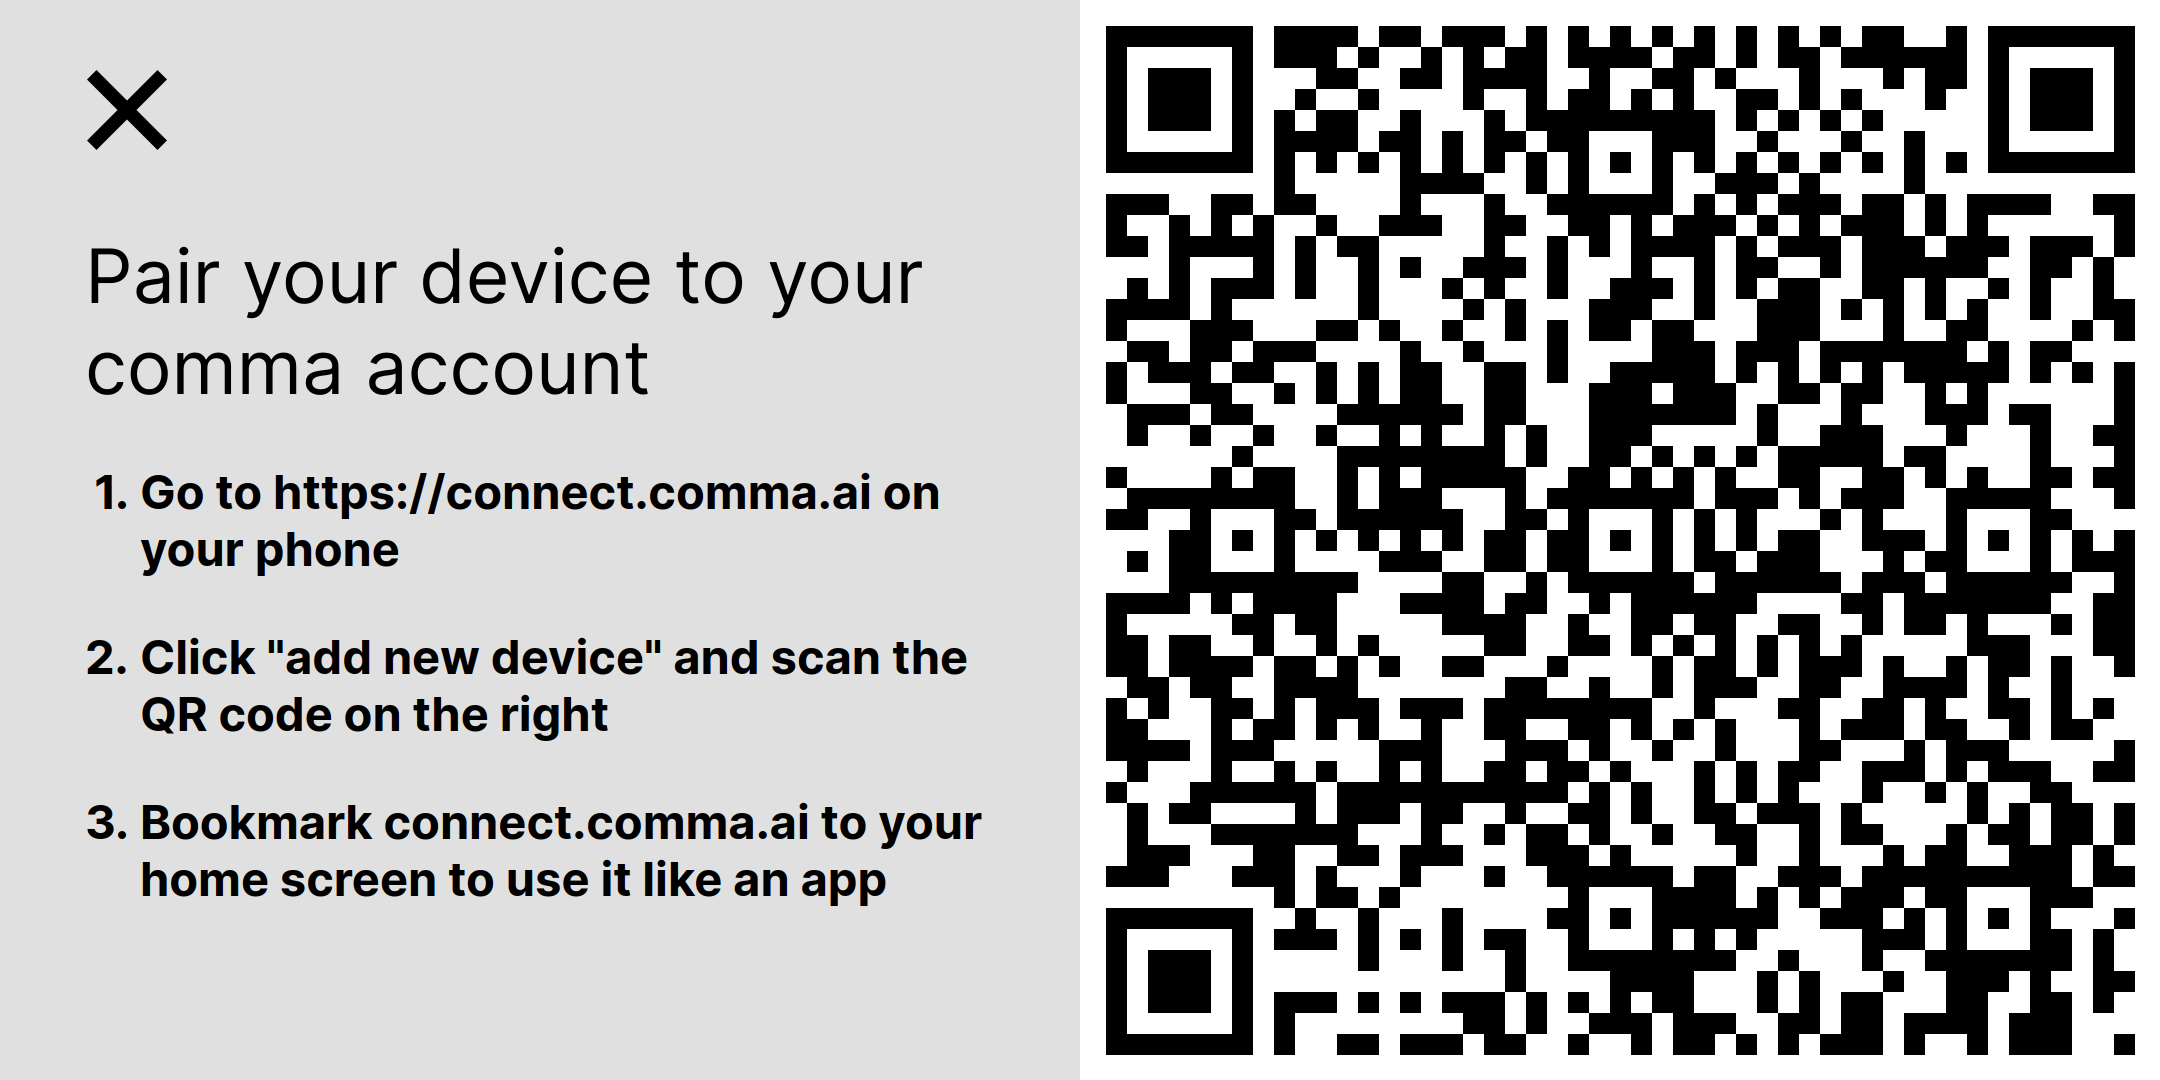 Pair your device to your
comma account
1. Go to https://connect.comma.ai on
your phone
2. Click "add new device" and scan the
QR code on the right
3. Bookmark connect.comma.ai to your
home screen to use it like an app